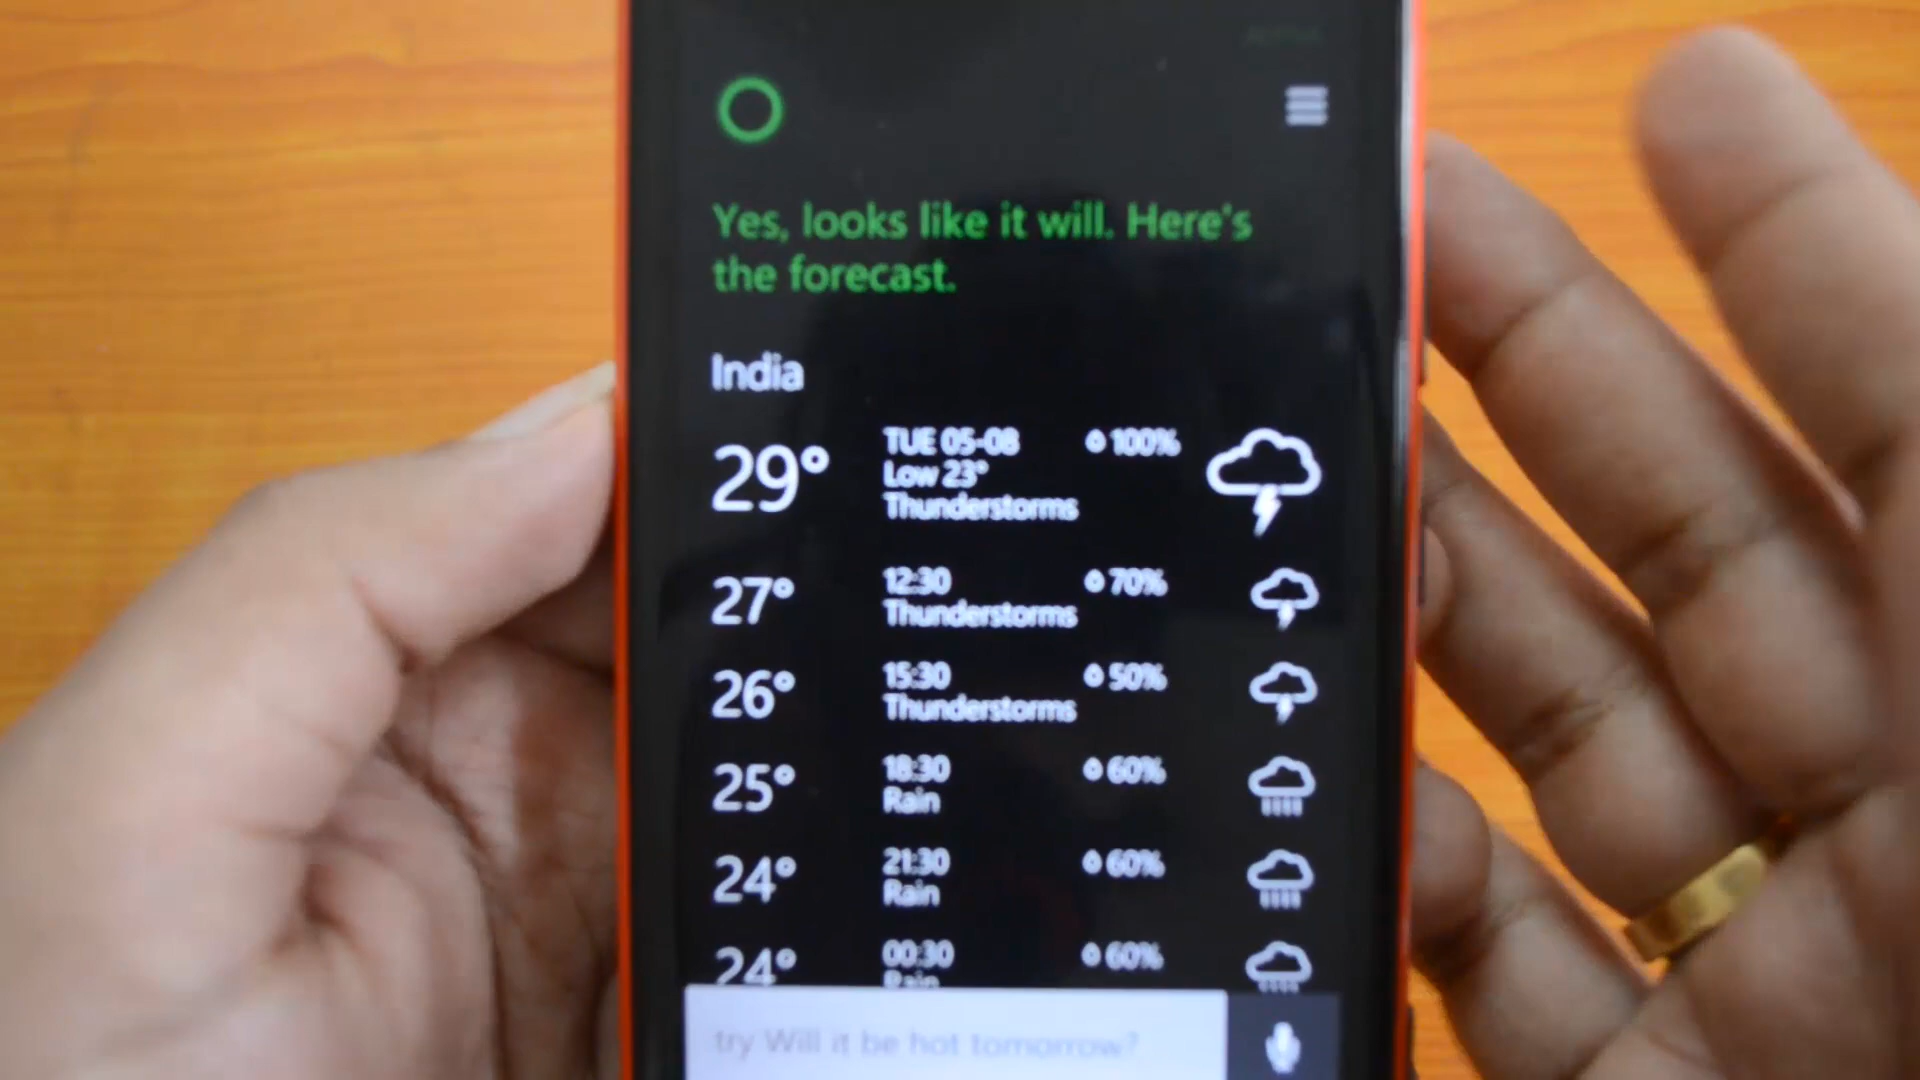 Yes, looks like it will. Here's
the forecast.
India
29° TUE 05-08 100%
Low 23°
Thunderstorms
27° 12:30 70%
Thunderstorms
26° 15:30 50%
Thunderstorms
25° 18:30 60%
Rain
24° 21:30 60%
Rain
24° 00:30 60%
Rain
try Will it be hot tomorrow?